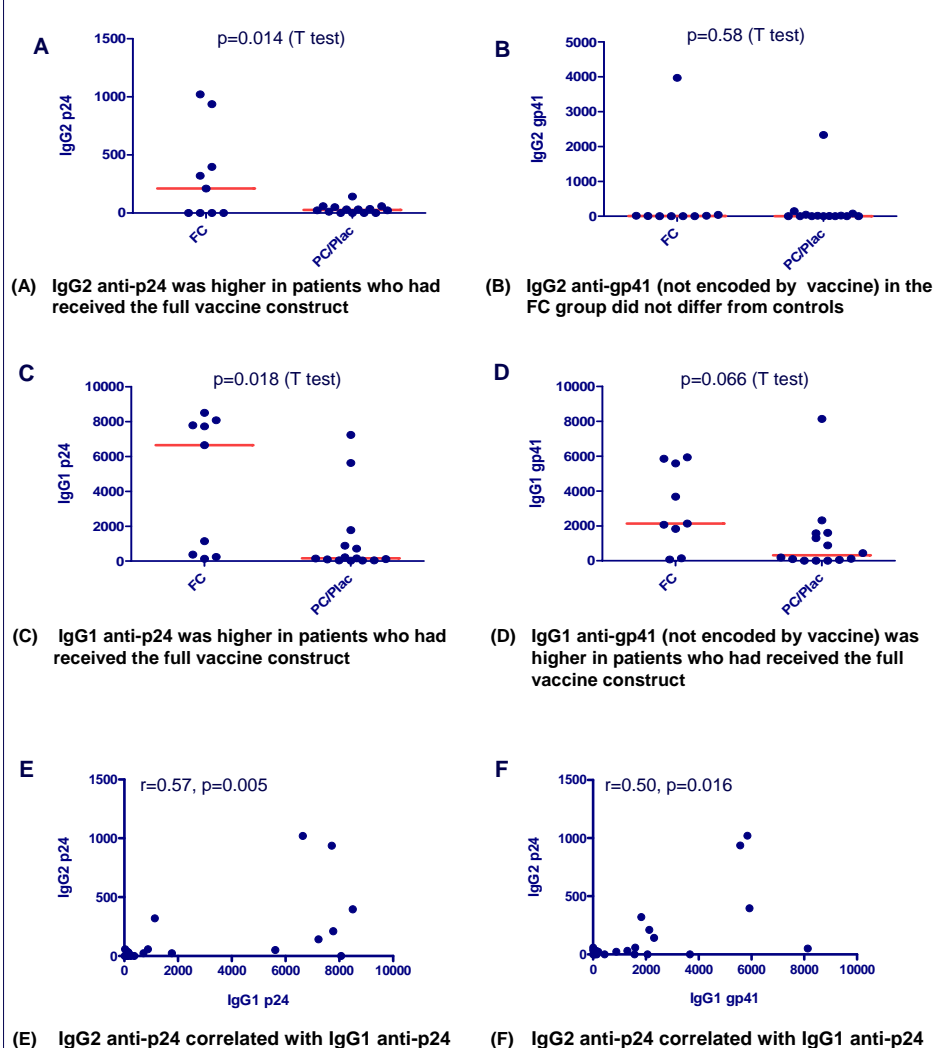 A
p=0.014 (T test)
1500
1000
500
0
IgG2 p24
FC
PC/Plac
(A) IgG2 anti-p24 was higher in patients who had
received the full vaccine construct
B
p=0.58 (T test)
5000
4000
3000
2000
1000
0
IgG2 gp41
FC
PC/Plac
(B) IgG2 anti-gp41 (not encoded by vaccine) in the
FC group did not differ from controls
C
p=0.018 (T test)
10000
8000
6000
4000
2000
0
IgG1 p24
FC
PC/Plac
(C) IgG1 anti-p24 was higher in patients who had
received the full vaccine construct
D
p=0.066 (T test)
10000
8000
6000
4000
2000
0
IgG1 gp41
FC
PC/Plac
(D) IgG1 anti-gp41 (not encoded by vaccine) was
higher in patients who had received the full
vaccine construct
E
r=0.57, p=0.005
1500
1000
500
0
IgG2 p24
0 2000 4000 6000 8000 10000
IgG1 p24
(E) IgG2 anti-p24 correlated with IgG1 anti-p24
F
r=0.50, p=0.016
1500
1000
500
0
IgG2 p24
0 2000 4000 6000 8000 10000
IgG1 gp41
(F) IgG2 anti-p24 correlated with IgG1 anti-p24